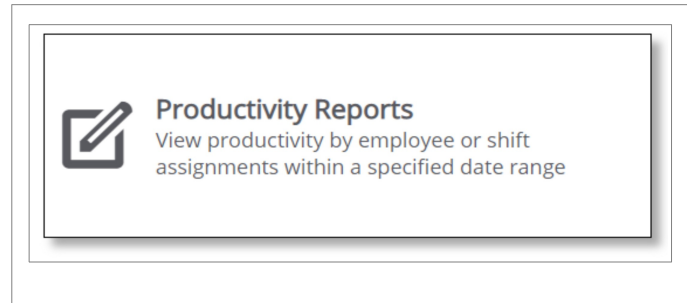 Productivity Reports
View productivity by employee or shift
assignments within a specified date range